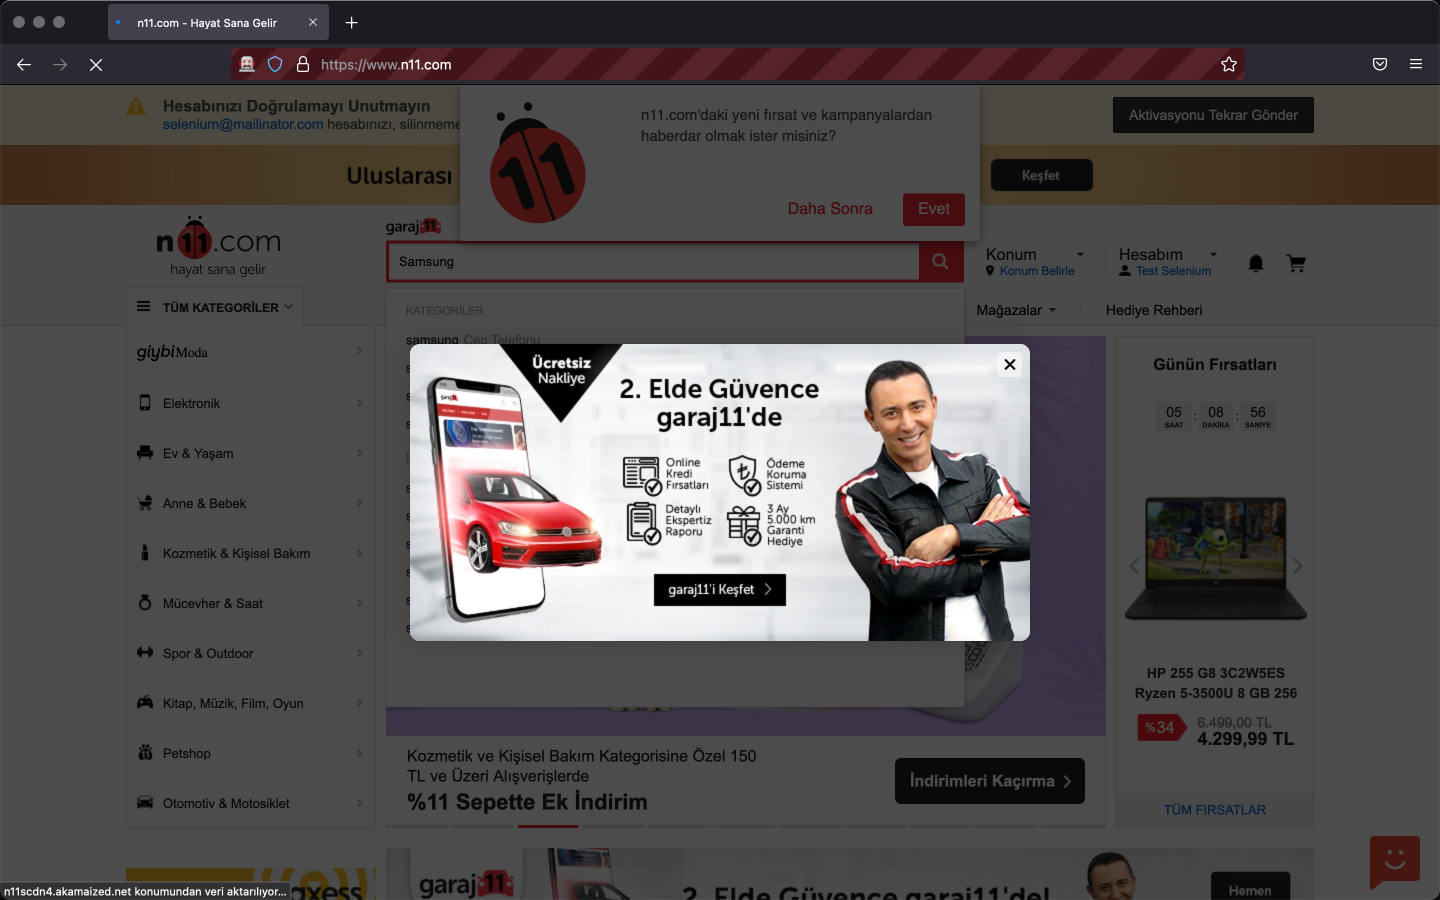 n11.com - Hayat Sana Gelir
https://www.n11.com
Hesabınızı Doğrulamayı Unutmayın
selenium@mailinator.com hesabınızı, silinmeme
Aktivasyonu Tekrar Gönder
n11.com'daki yeni fırsat ve kampanyalardan
haberdar olmak ister misiniz?
Daha Sonra
Evet
11
Uluslarası
Keşfet
n11.com
hayat sana gelir
garaj11
Samsung
Konum
Konum Belirle
Hesabım
Test Selenium
TÜM KATEGORİLER
Mağazalar
Hediye Rehberi
KATEGORİLER
samsung Cep Telefonu
giybiModa
Elektronik
Ev & Yaşam
Anne & Bebek
Kozmetik & Kişisel Bakım
Mücevher & Saat
Spor & Outdoor
Kitap, Müzik, Film, Oyun
Petshop
Otomotiv & Motosiklet
Ücretsiz
Nakliye
2. Elde Güvence
garaj11'de
Online
Kredi
Fırsatları
Ödeme
Koruma
Sistemi
Detaylı
Ekspertiz
Raporu
3 Ay
5.000 km
Garanti
Hediye
garaj11'i Keşfet
Günün Fırsatları
05 : 08 : 56
SAAT DAKİKA SANİYE
HP 255 G8 3C2W5ES
Ryzen 5-3500U 8 GB 256
%34
6.499,00 TL
4.299,99 TL
TÜM FIRSATLAR
Kozmetik ve Kişisel Bakım Kategorisine Özel 150
TL ve Üzeri Alışverişlerde
%11 Sepette Ek İndirim
İndirimleri Kaçırma
axess
garaj11
2. Elde Güvence garaj11'de!
Hemen
n11scdn4.akamaized.net konumundan veri aktarılıyor...